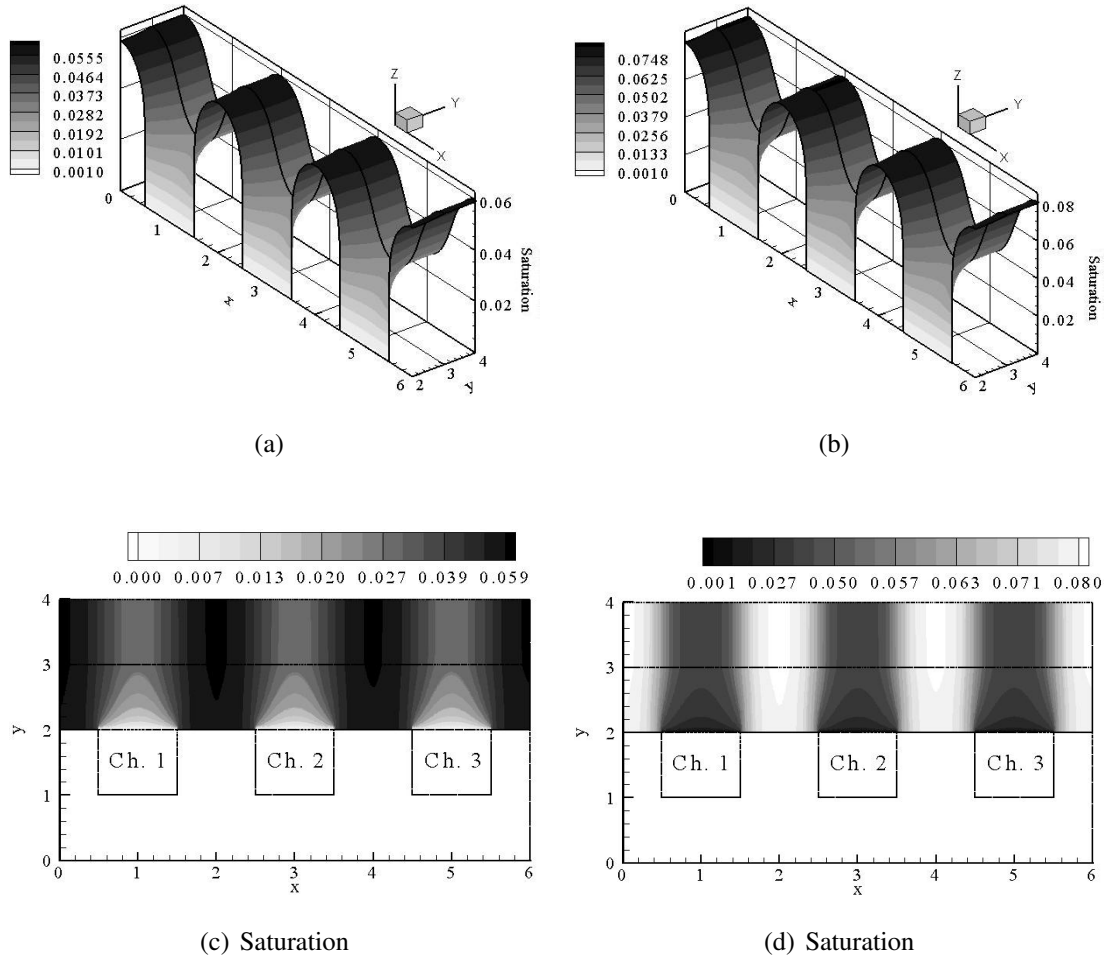 0.0555
0.0464
0.0373
0.0282
0.0192
0.0101
0.0010
Z
Y
X
0
1
2
3
4
5
6
x
2
3
4
y
0.06
0.04
0.02
Saturation
(a)
0.0748
0.0625
0.0502
0.0379
0.0256
0.0133
0.0010
Z
Y
X
0
1
2
3
4
5
6
x
2
3
4
y
0.08
0.06
0.04
0.02
Saturation
(b)
0.000 0.007 0.013 0.020 0.027 0.039 0.059
4
3
2
1
0
y
Ch. 1 Ch. 2 Ch. 3
0 1 2 3 4 5 6
x
(c) Saturation
0.001 0.027 0.050 0.057 0.063 0.071 0.080
4
3
2
1
0
y
Ch. 1 Ch. 2 Ch. 3
0 1 2 3 4 5 6
x
(d) Saturation